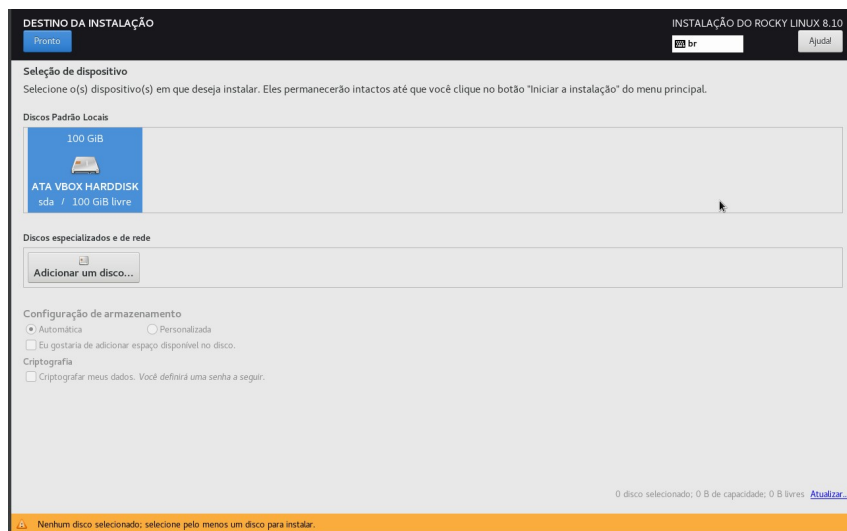 DESTINO DA INSTALAÇÃO
INSTALAÇÃO DO ROCKY LINUX 8.10
Pronto
br
Ajuda!
Seleção de dispositivo
Selecione o(s) dispositivo(s) em que deseja instalar. Eles permanecerão intactos até que você clique no botão "Iniciar a instalação" do menu principal.
Discos Padrão Locais
100 GiB
ATA VBOX HARDDISK
sda / 100 GiB livre
Discos especializados e de rede
Adicionar um disco...
Configuração de armazenamento
Automática
Personalizada
Eu gostaria de adicionar espaço disponível no disco.
Criptografia
Criptografar meus dados. Você definirá uma senha a seguir.
0 disco selecionado; 0 B de capacidade; 0 B livres Atualizar...
Nenhum disco selecionado; selecione pelo menos um disco para instalar.